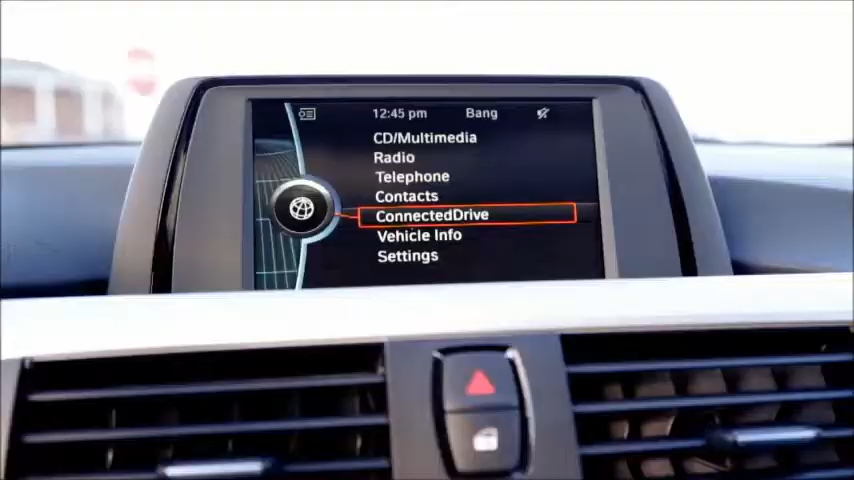 12:45 pm Bang
CD/Multimedia
Radio
Telephone
Contacts
ConnectedDrive
Vehicle Info
Settings